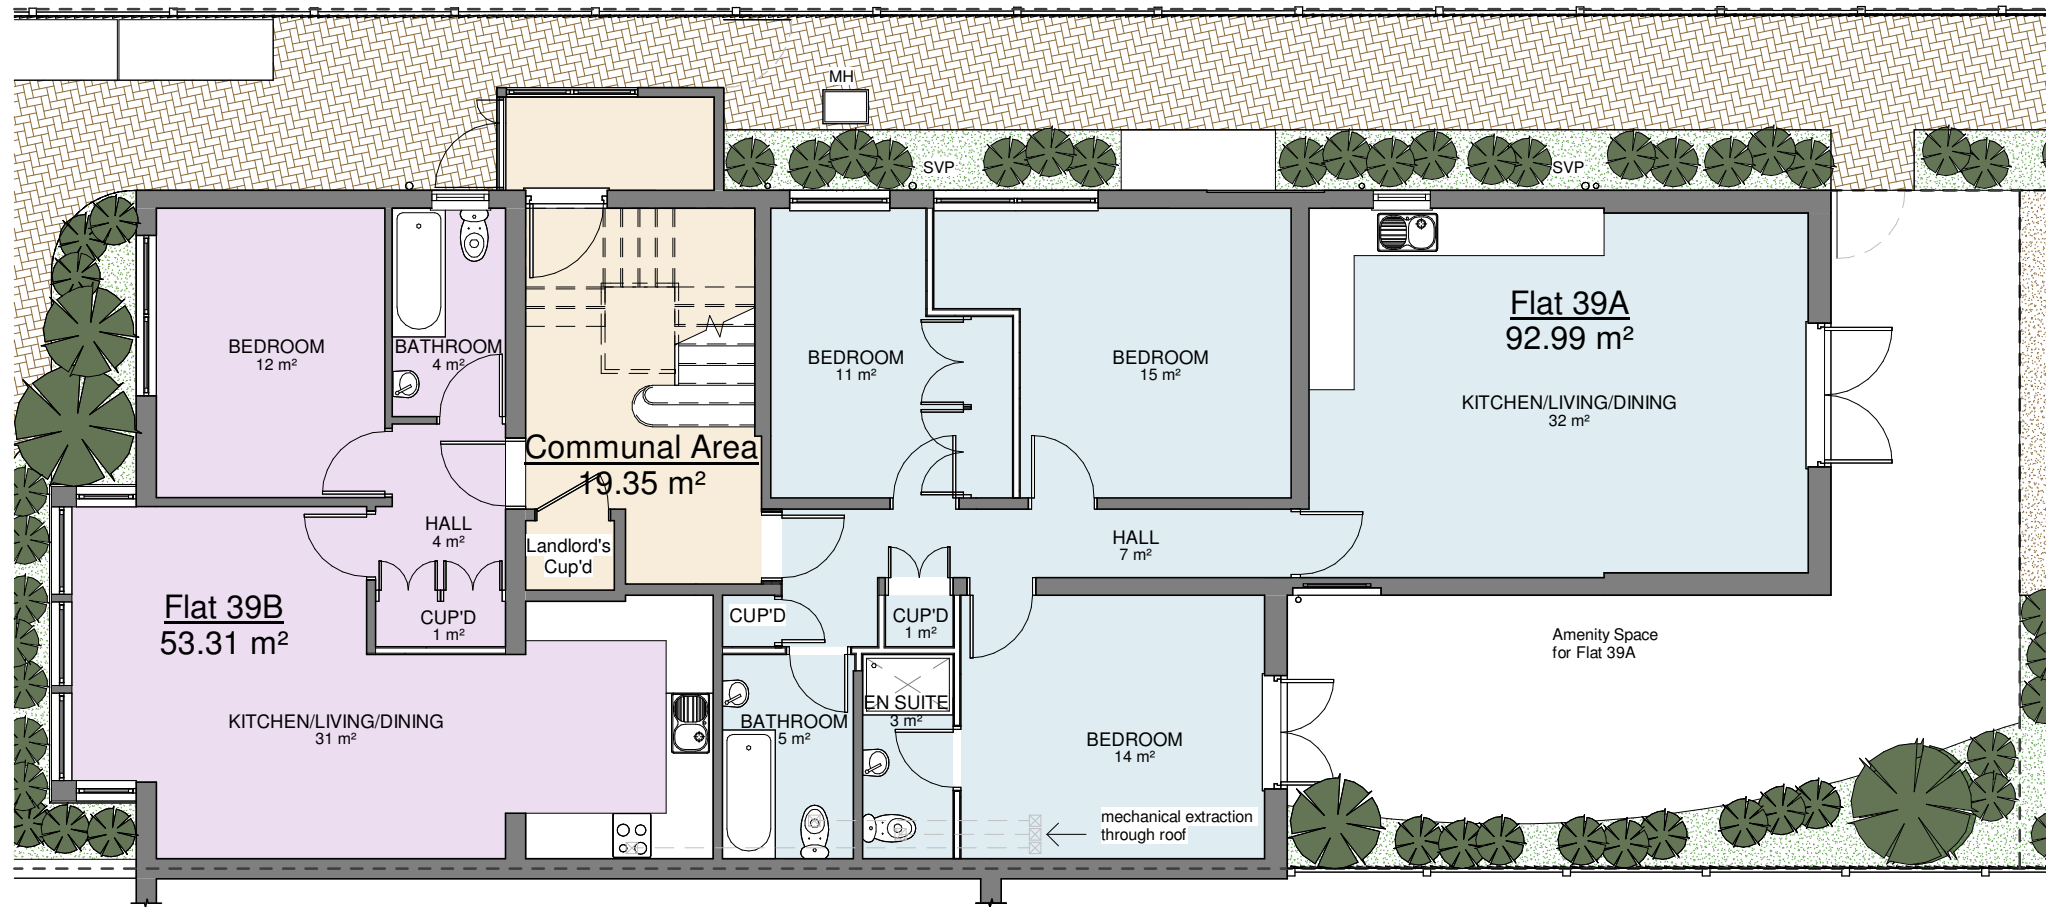 MH
SVP
SVP
BEDROOM
12 m²
BATHROOM
4 m²
BEDROOM
11 m²
BEDROOM
15 m²
Flat 39A
92.99 m²
KITCHEN/LIVING/DINING
32 m²
Communal Area
19.35 m²
HALL
4 m²
Landlord's
Cup'd
HALL
7 m²
Flat 39B
53.31 m²
CUP'D
1 m²
CUP'D
CUP'D
1 m²
Amenity Space
for Flat 39A
KITCHEN/LIVING/DINING
31 m²
BATHROOM
5 m²
EN SUITE
3 m²
BEDROOM
14 m²
mechanical extraction
through roof